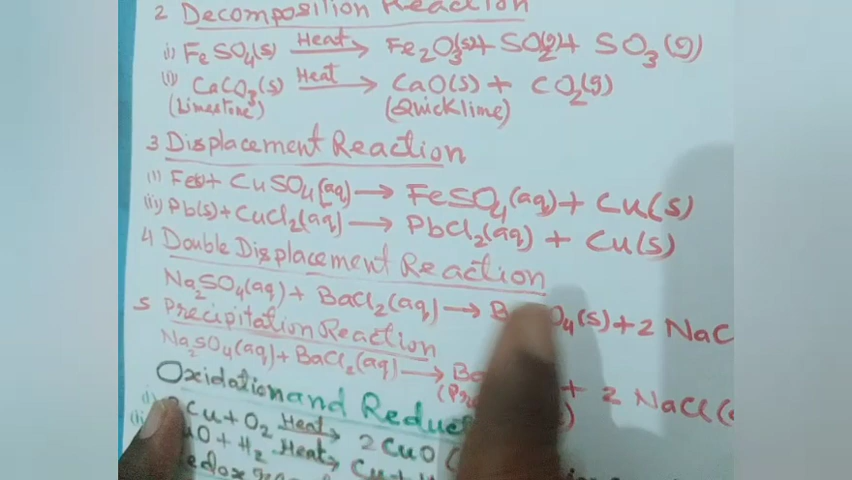 2 Decomposition Reaction
i) FeSO4(s) Heat → Fe2O3(s)+ SO2(g)+ SO3(g)
(ii) CaCO3(s) Heat → CaO(s) + CO2(g)
(Limestone) (Quicklime)
3 Displacement Reaction
(i) Fe(s)+ CuSO4(aq) → FeSO4(aq)+ Cu(s)
(ii) Pb(s)+CuCl2(aq) → PbCl2(aq) + Cu(s)
4 Double Displacement Reaction
Na2SO4(aq) + BaCl2(aq) → O4(s)+2 NaC
5 Precipitation Reaction
Na2SO4(aq)+BaCl2(aq) → Ba + 2 NaCl(
Oxidation and
i) Cu + O2 Heat → 2CuO (
O + H2 Heat → Cu +